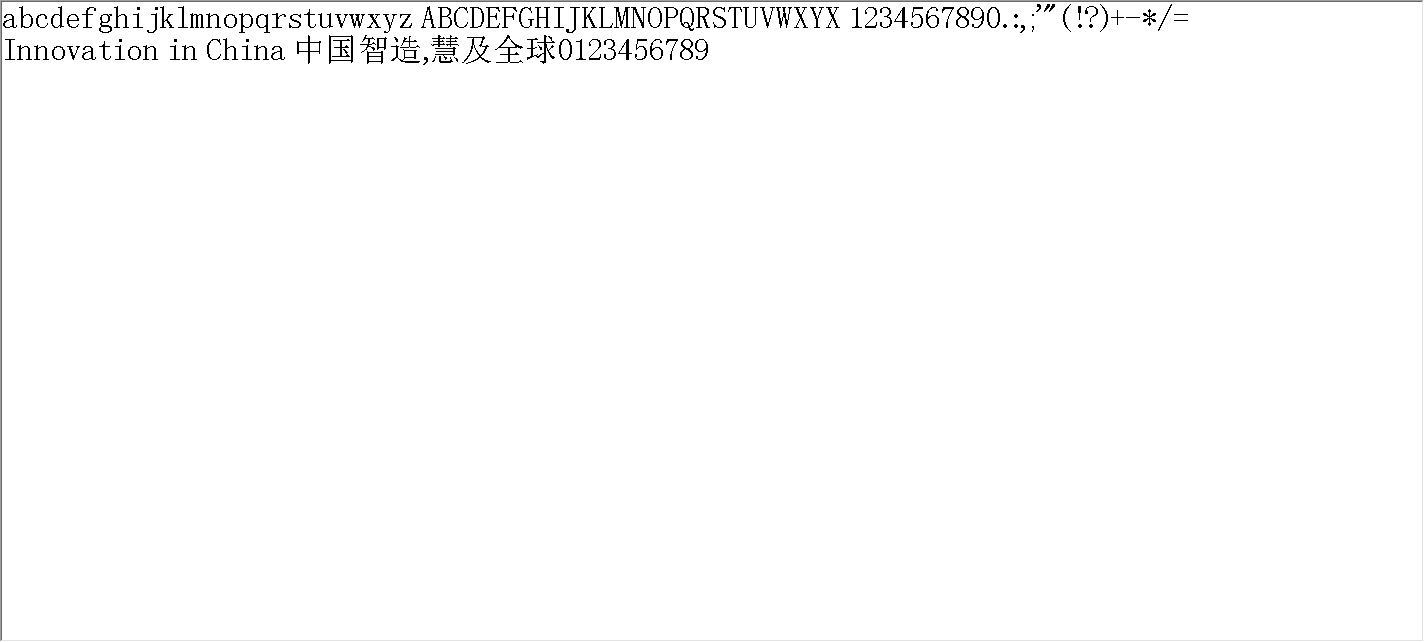 abcdefghijklmnopqrstuvwxyz ABCDEFGHIJKLMNOPQRSTUVWXYX 1234567890.:,;'"(!?)+-*/=
Innovation in China 中国智造,慧及全球0123456789